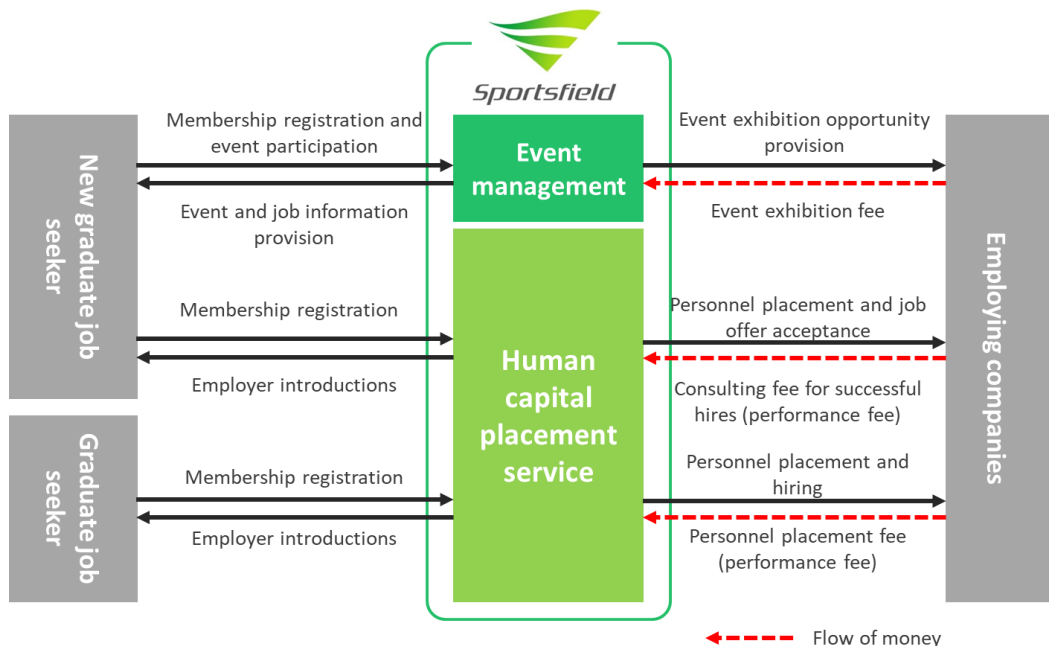 Sportsfield
Membership registration and
event participation
Event exhibition opportunity
provision
Event
management
New graduate job
seeker
Event and job information
provision
Event exhibition fee
Employing companies
Membership registration
Personnel placement and job
offer acceptance
Human
capital
placement
service
Employer introductions
Consulting fee for successful
hires (performance fee)
Graduate job
seeker
Membership registration
Personnel placement and
hiring
Employer introductions
Personnel placement fee
(performance fee)
Flow of money